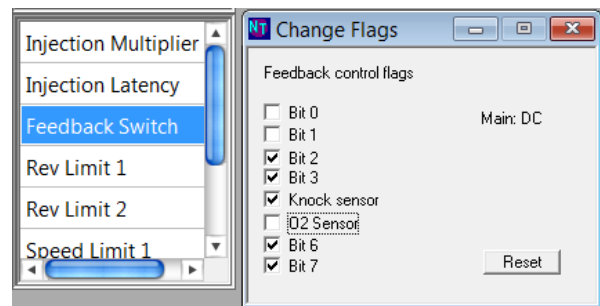 Injection Multiplier
Injection Latency
Feedback Switch
Rev Limit 1
Rev Limit 2
Speed Limit 1
NT Change Flags
Feedback control flags
Bit 0
Main: DC
Bit 1
Bit 2
Bit 3
Knock sensor
O2 Sensor
Bit 6
Bit 7
Reset